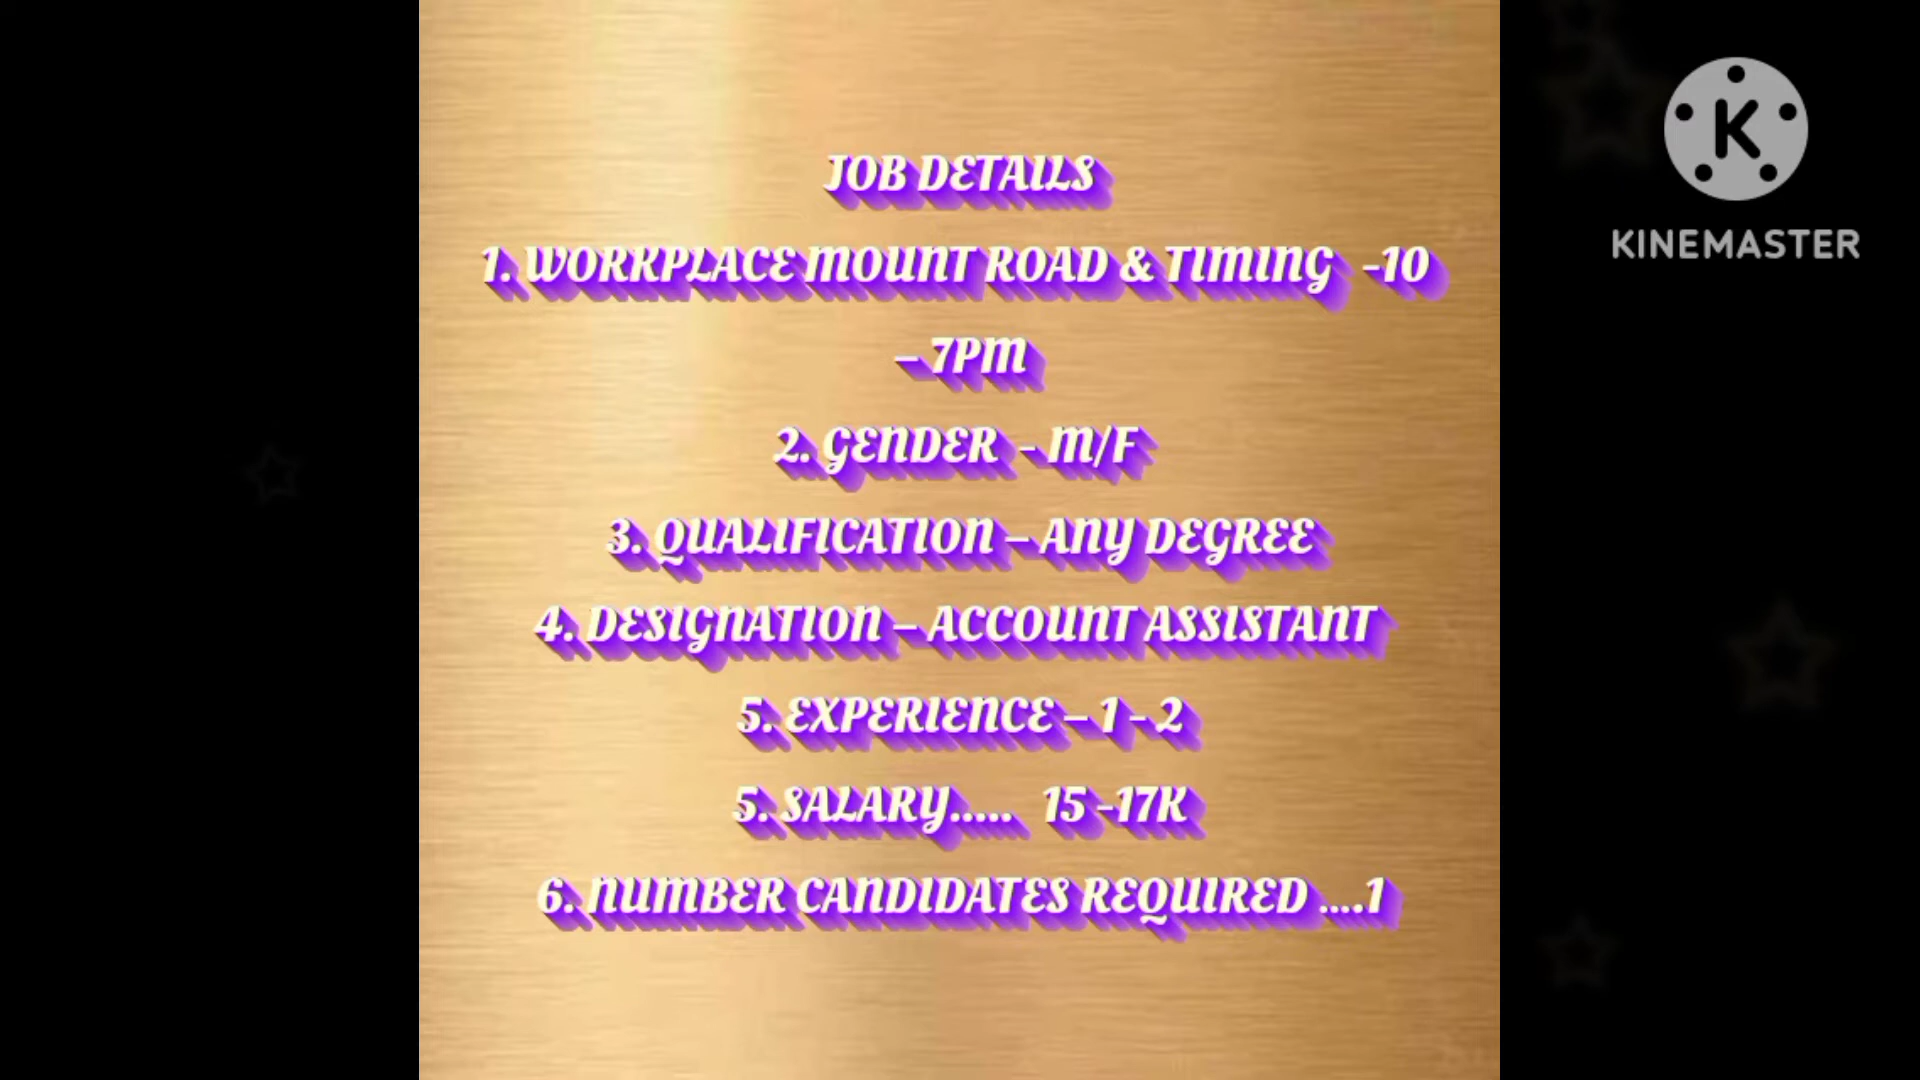 JOB DETAILS
1. WORKPLACE MOUNT ROAD & TIMING -10
– 7PM
2. GENDER - M/F
3. QUALIFICATION – ANY DEGREE
4. DESIGNATION – ACCOUNT ASSISTANT
5. EXPERIENCE – 1 - 2
5. SALARY..... 15 -17K
6. NUMBER CANDIDATES REQUIRED ....1
K
KINEMASTER